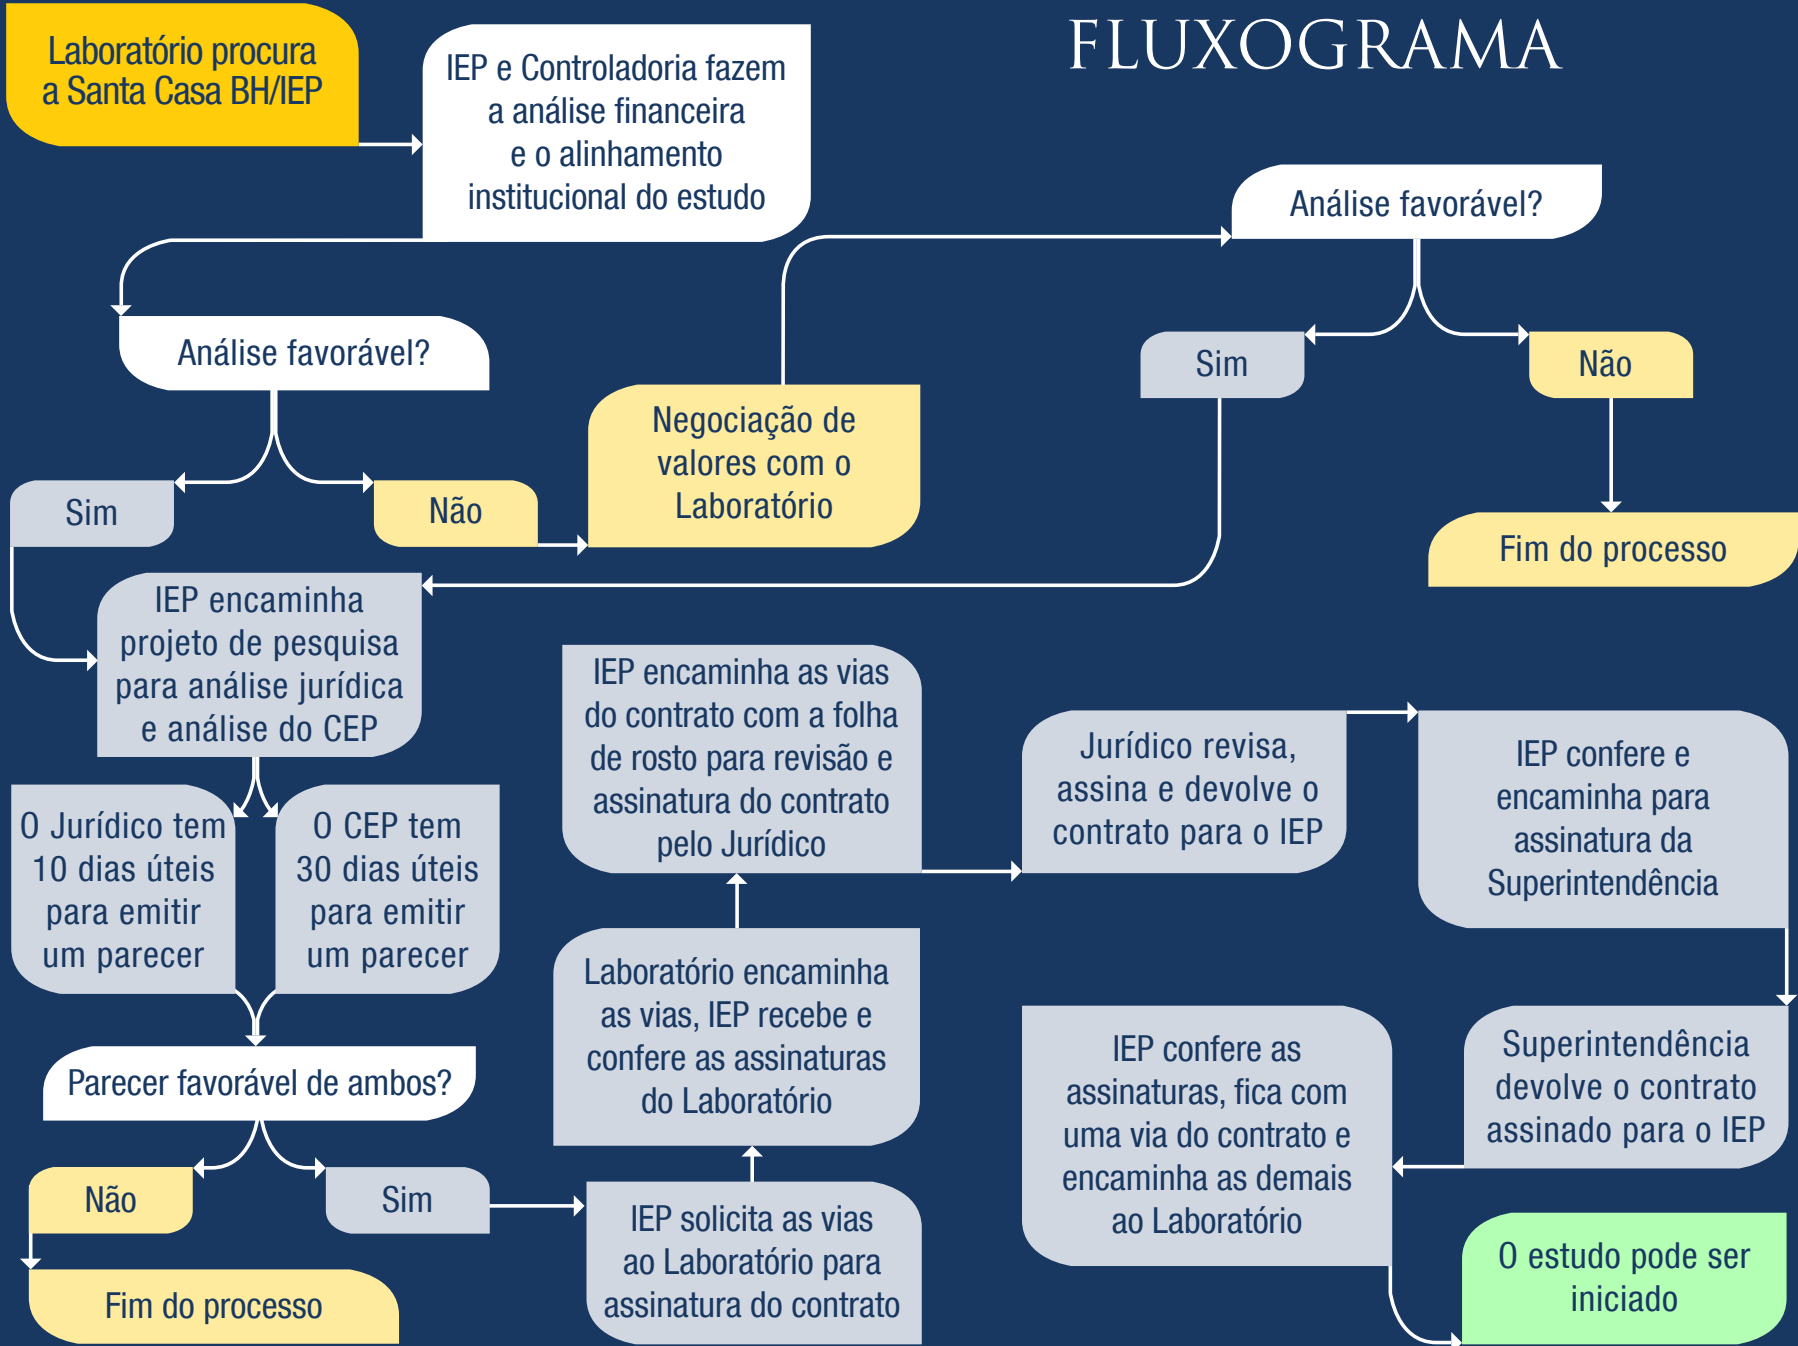 FLUXOGRAMA
Laboratório procura
a Santa Casa BH/IEP
IEP e Controladoria fazem
a análise financeira
e o alinhamento
institucional do estudo
Análise favorável?
Sim
Não
Negociação de
valores com o
Laboratório
Análise favorável?
Sim
Não
Fim do processo
IEP encaminha
projeto de pesquisa
para análise jurídica
e análise do CEP
O Jurídico tem
10 dias úteis
para emitir
um parecer
O CEP tem
30 dias úteis
para emitir
um parecer
Parecer favorável de ambos?
Não
Sim
Fim do processo
IEP solicita as vias
ao Laboratório para
assinatura do contrato
Laboratório encaminha
as vias, IEP recebe e
confere as assinaturas
do Laboratório
IEP encaminha as vias
do contrato com a folha
de rosto para revisão e
assinatura do contrato
pelo Jurídico
Jurídico revisa,
assina e devolve o
contrato para o IEP
IEP confere e
encaminha para
assinatura da
Superintendência
Superintendência
devolve o contrato
assinado para o IEP
IEP confere as
assinaturas, fica com
uma via do contrato e
encaminha as demais
ao Laboratório
O estudo pode ser
iniciado